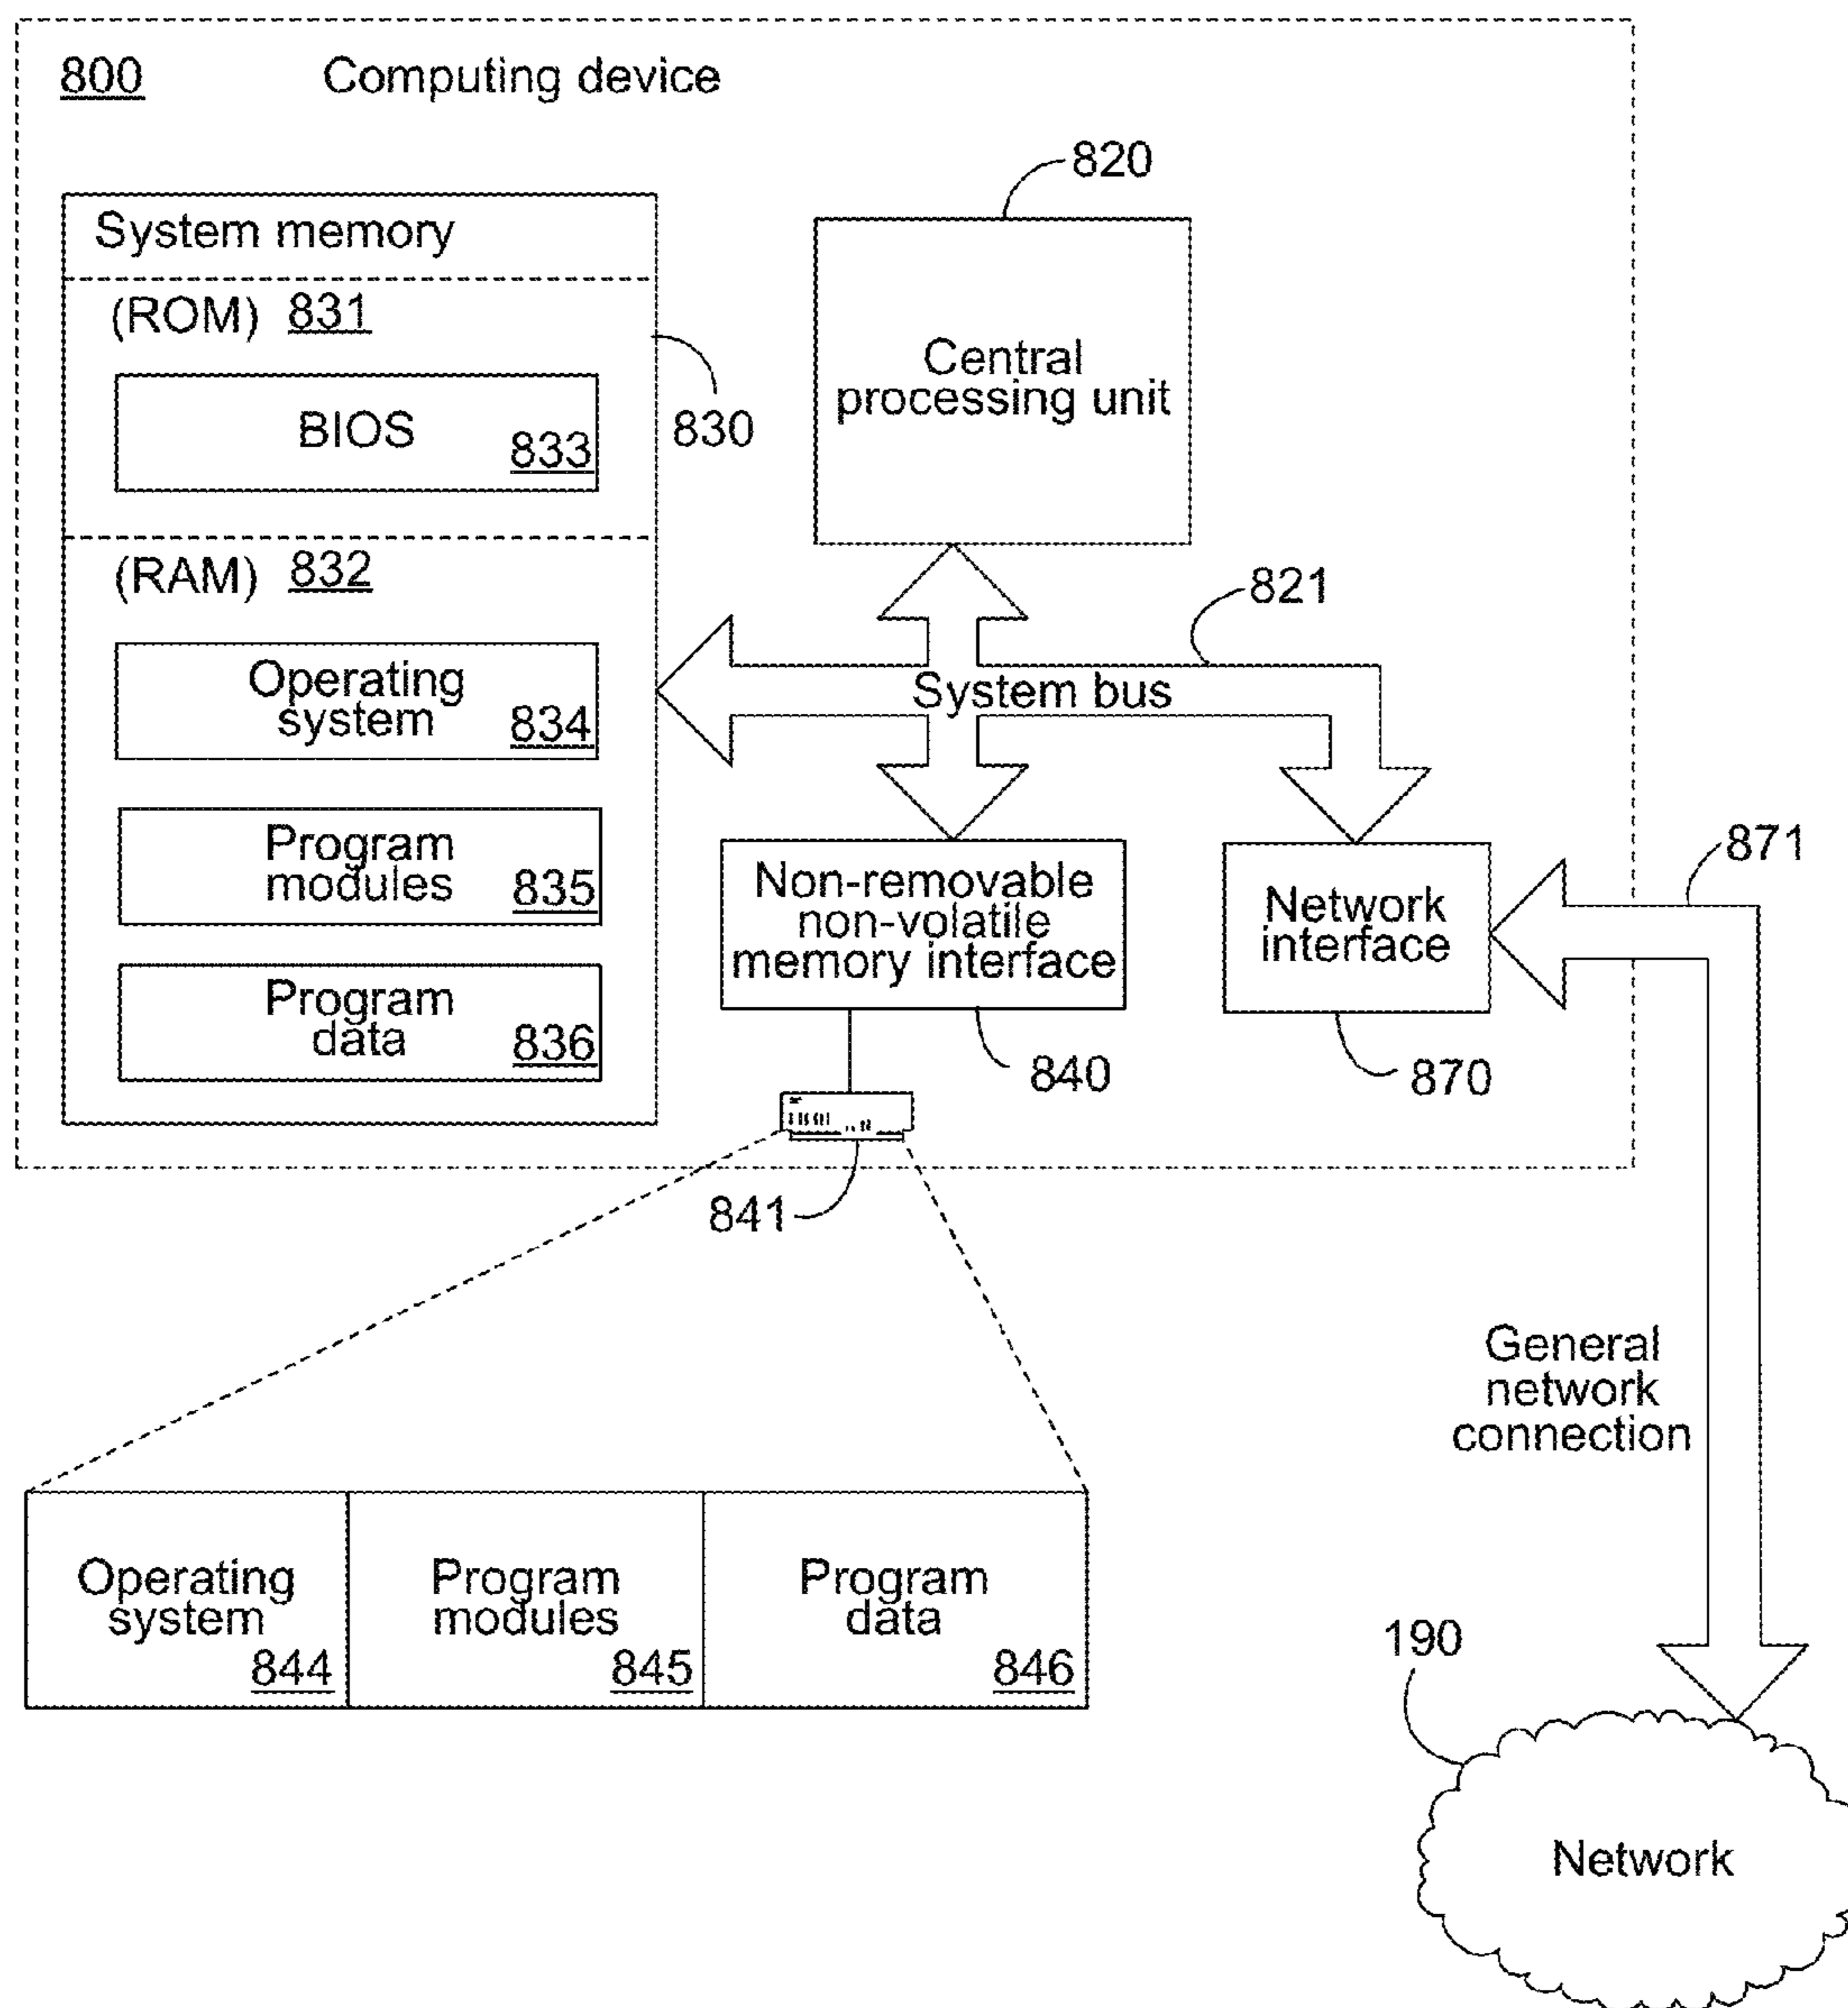 800 Computing device
820
System memory
(ROM) 831
BIOS 833
830
Central
processing unit
(RAM) 832
821
Operating
system 834
System bus
Program
modules 835
Non-removable
non-volatile
memory interface
Network
interface
871
Program
data 836
840
870
841
General
network
connection
Operating
system
844
Program
modules
845
Program
data
846
190
Network